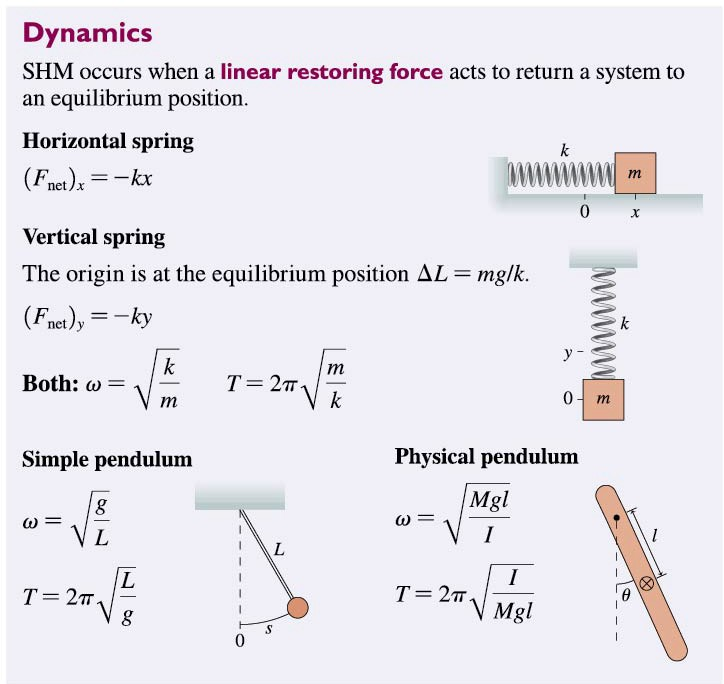 Dynamics
SHM occurs when a linear restoring force acts to return a system to
an equilibrium position.
Horizontal spring
(F_net)_x = −kx
k
m
0 x
Vertical spring
The origin is at the equilibrium position ΔL = mg/k.
(F_net)_y = −ky
k
y
0 m
Both: ω = √(k/m) T = 2π√(m/k)
Simple pendulum
ω = √(g/L)
T = 2π√(L/g)
L
s
0
Physical pendulum
ω = √(Mgl/I)
T = 2π√(I/Mgl)
l
θ